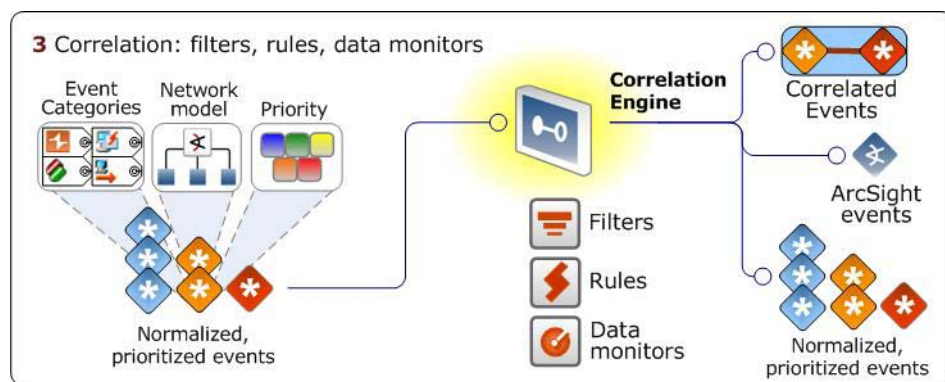 3 Correlation: filters, rules, data monitors
Event
Categories
Network
model
Priority
Normalized,
prioritized events
Correlation
Engine
Filters
Rules
Data
monitors
Correlated
Events
ArcSight
events
Normalized,
prioritized events